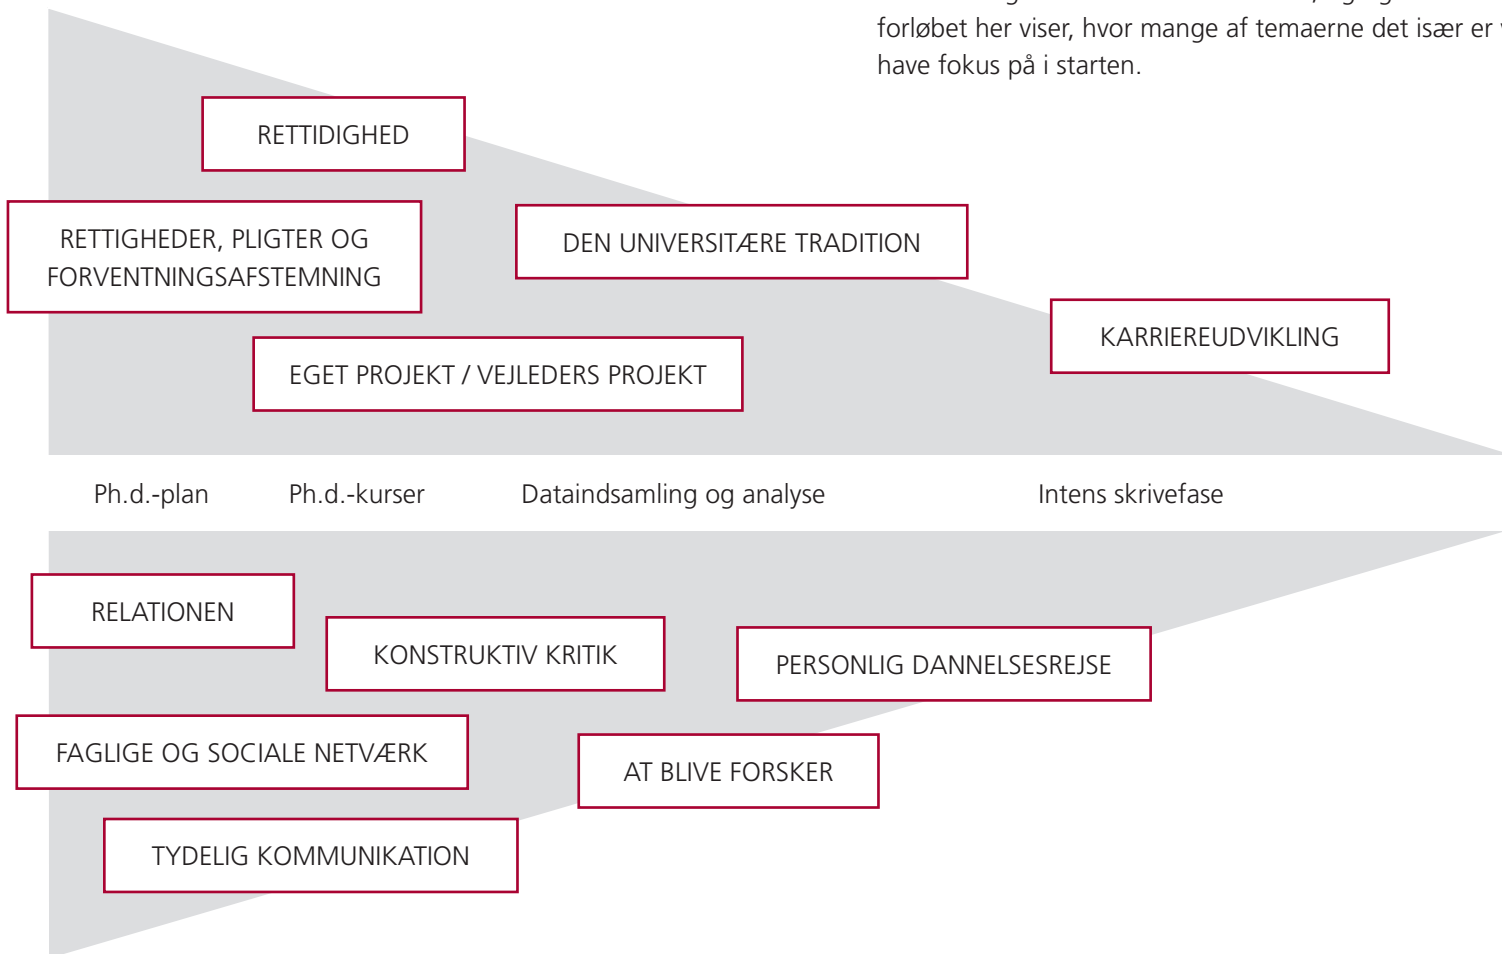 forløbet her viser, hvor mange af temaerne det især er
have fokus på i starten.
RETTIDIGHED
RETTIGHEDER, PLIGTER OG
FORVENTNINGSAFSTEMNING
DEN UNIVERSITÆRE TRADITION
KARRIEREUDVIKLING
EGET PROJEKT / VEJLEDERS PROJEKT
Ph.d.-plan Ph.d.-kurser Dataindsamling og analyse Intens skrivefase
RELATIONEN
KONSTRUKTIV KRITIK
PERSONLIG DANNELSESREJSE
FAGLIGE OG SOCIALE NETVÆRK
AT BLIVE FORSKER
TYDELIG KOMMUNIKATION